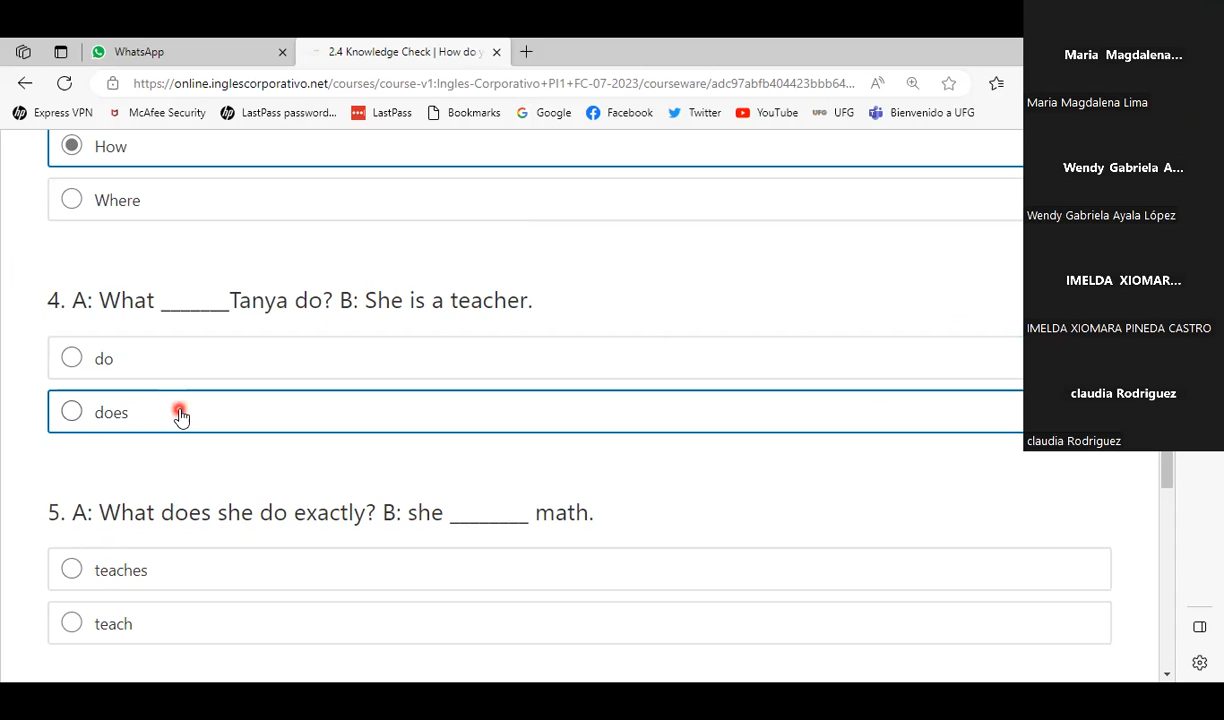 WhatsApp
2.4 Knowledge Check | How do y
https://online.inglescorporativo.net/courses/course-v1:Ingles-Corporativo+PI1+FC-07-2023/courseware/adc97abfb404423bbb64...
Express VPN McAfee Security LastPass password... LastPass Bookmarks Google Facebook Twitter YouTube UFG Bienvenido a UFG
How
Where
4. A: What _______Tanya do? B: She is a teacher.
do
does
5. A: What does she do exactly? B: she ________ math.
teaches
teach
Maria Magdalena...
Maria Magdalena Lima
Wendy Gabriela A...
Wendy Gabriela Ayala López
IMELDA XIOMAR...
IMELDA XIOMARA PINEDA CASTRO
claudia Rodriguez
claudia Rodriguez